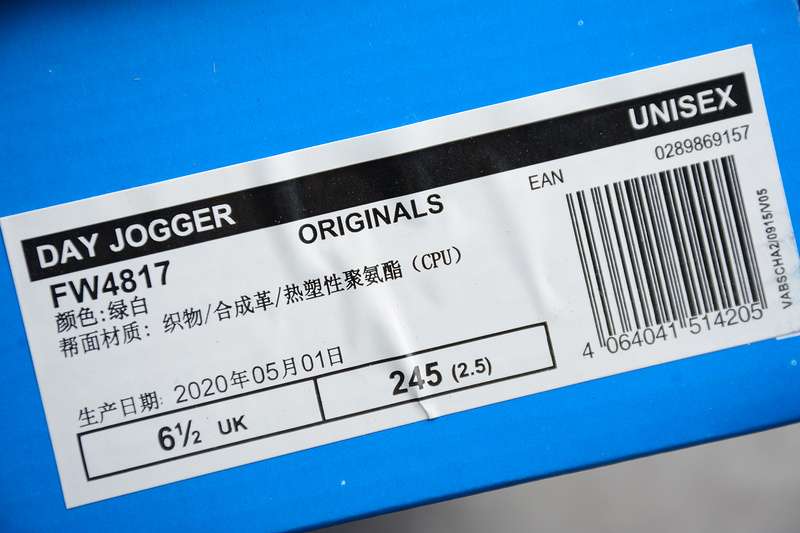 DAY JOGGER UNISEX
FW4817 ORIGINALS EAN 0289869157
颜色:绿白
帮面材质: 织物/合成革/热塑性聚氨酯（CPU）
生产日期: 2020年05月01日
6½ UK 245 (2.5)
4 064041 514205
VABSCHA2/0915/V05